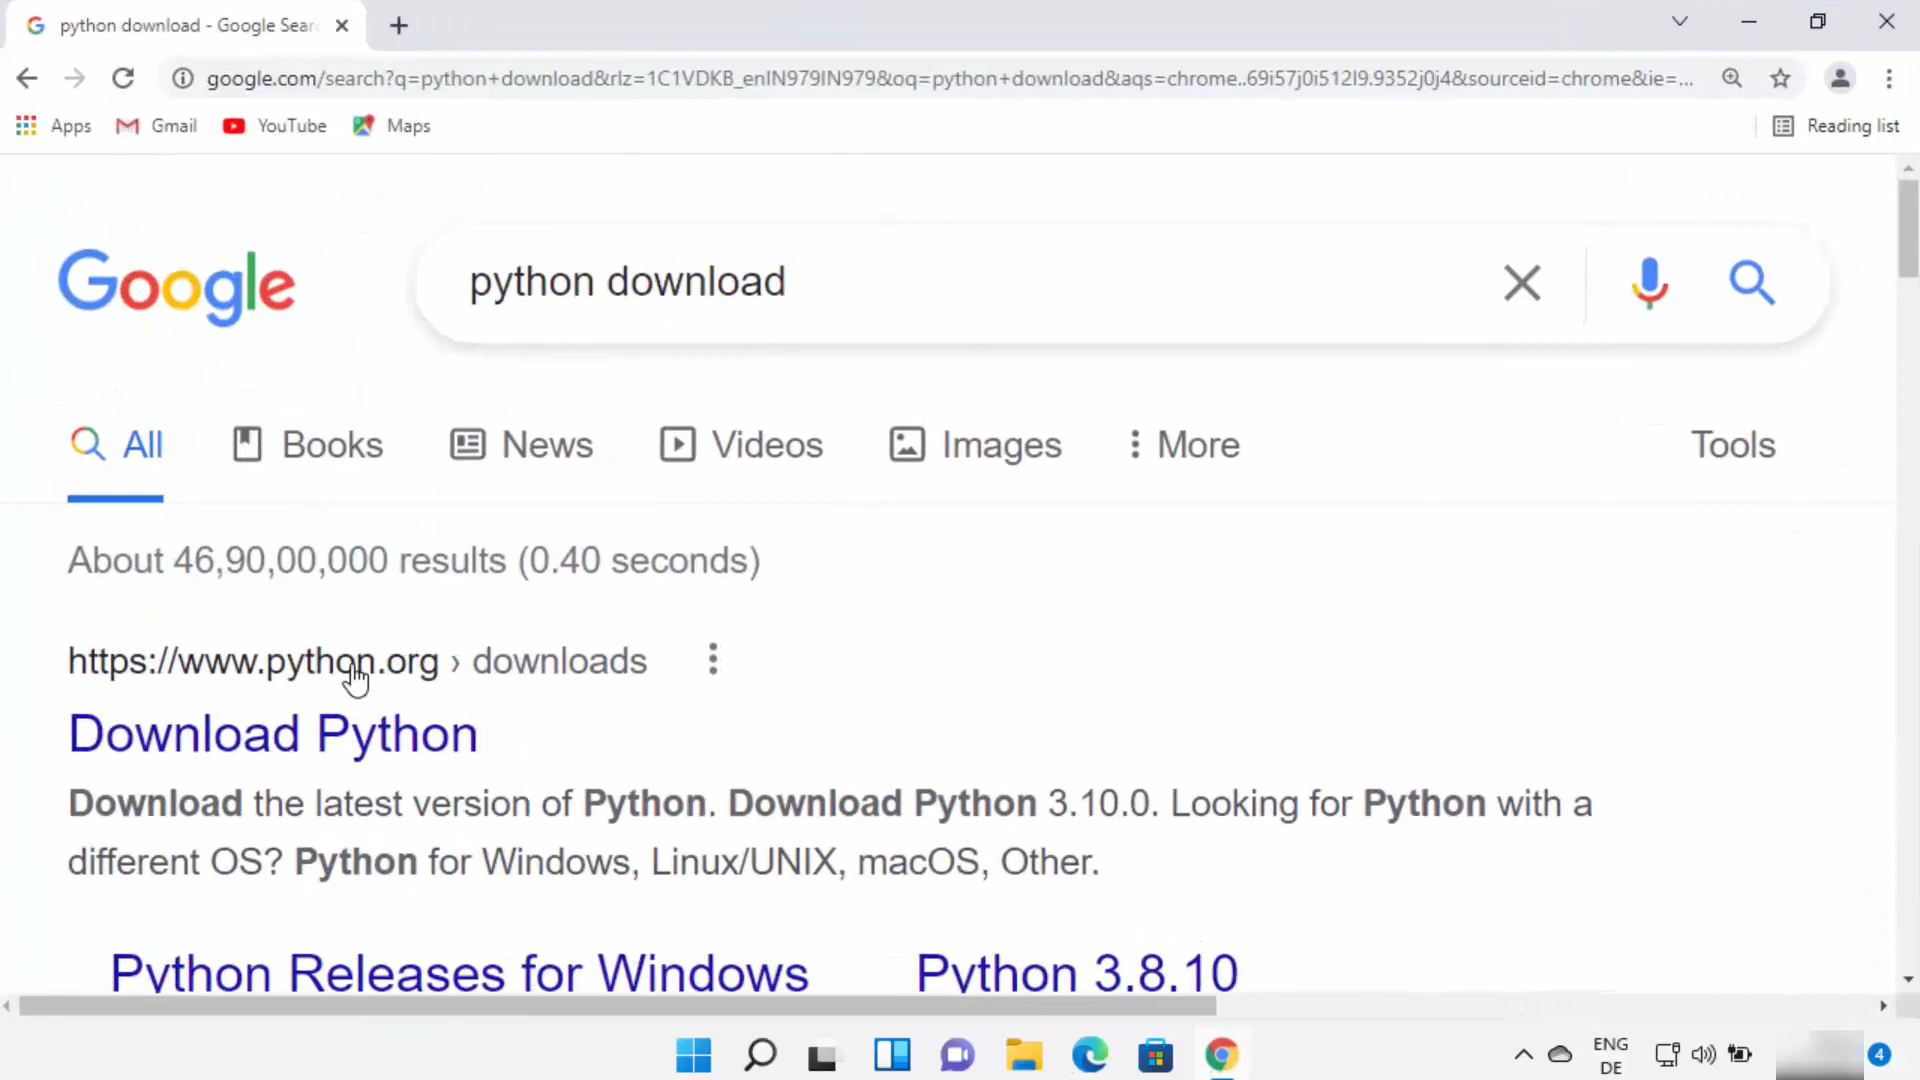 python download - Google Sear
google.com/search?q=python+download&rlz=1C1VDKB_enIN979IN979&oq=python+download&aqs=chrome..69i57j0i512l9.9352j0j4&sourceid=chrome&ie=...
Apps Gmail YouTube Maps Reading list
Google python download
All Books News Videos Images More Tools
About 46,90,00,000 results (0.40 seconds)
https://www.python.org › downloads
Download Python
Download the latest version of Python. Download Python 3.10.0. Looking for Python with a
different OS? Python for Windows, Linux/UNIX, macOS, Other.
Python Releases for Windows Python 3.8.10
ENG
DE
4